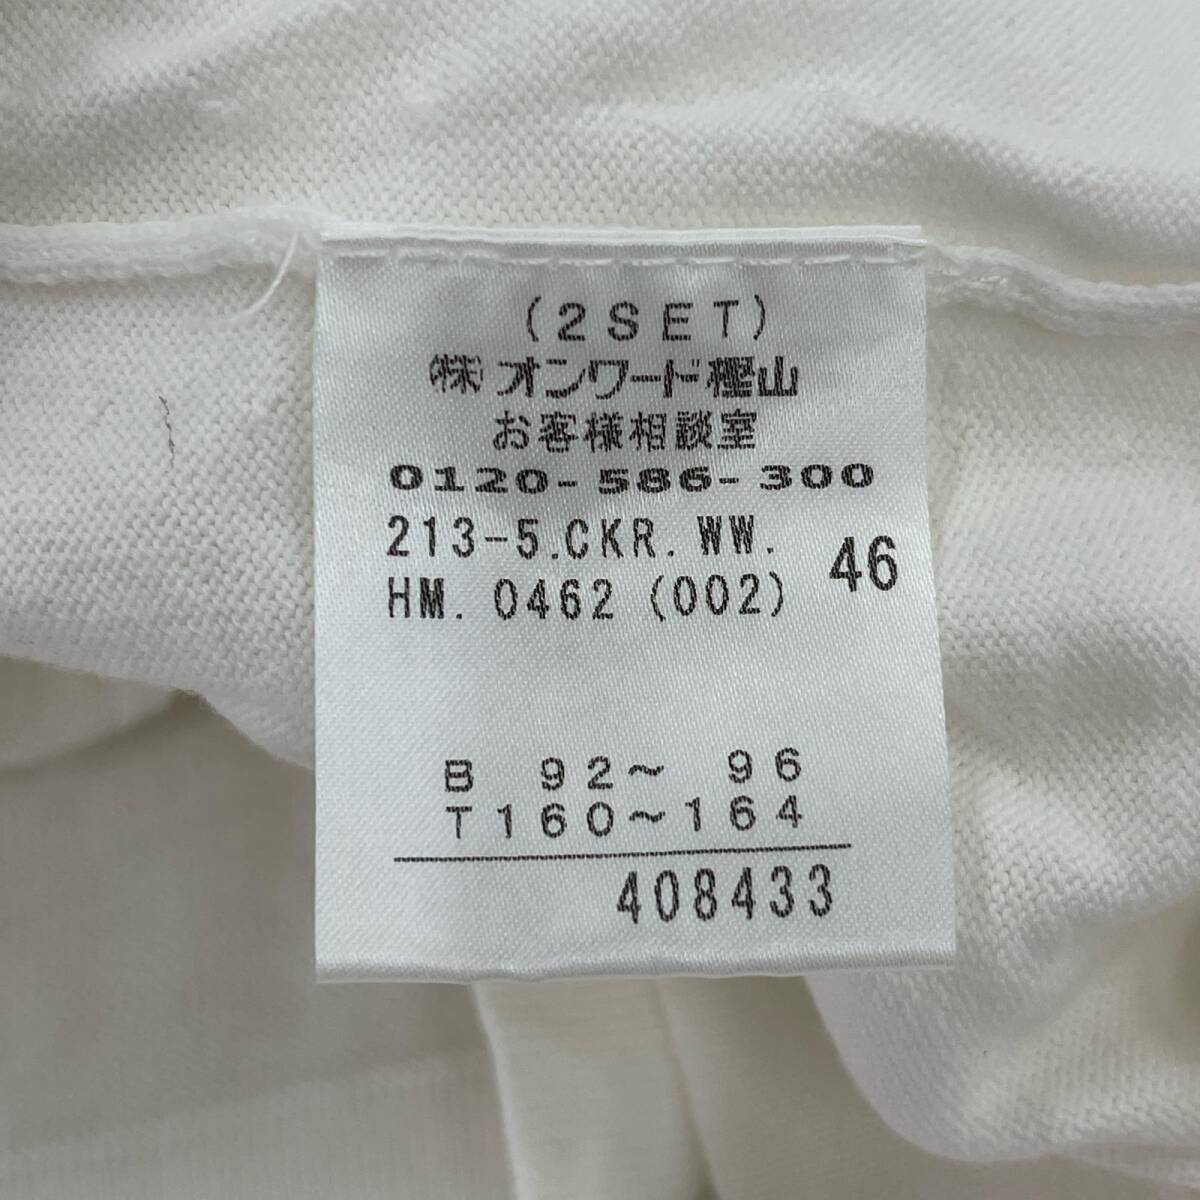 (2SET)
㈱オンワード樫山
お客様相談室
0120-586-300
213-5.CKR.WW.
HM. 0462 (002) 46
B 92～ 96
T160～164
408433